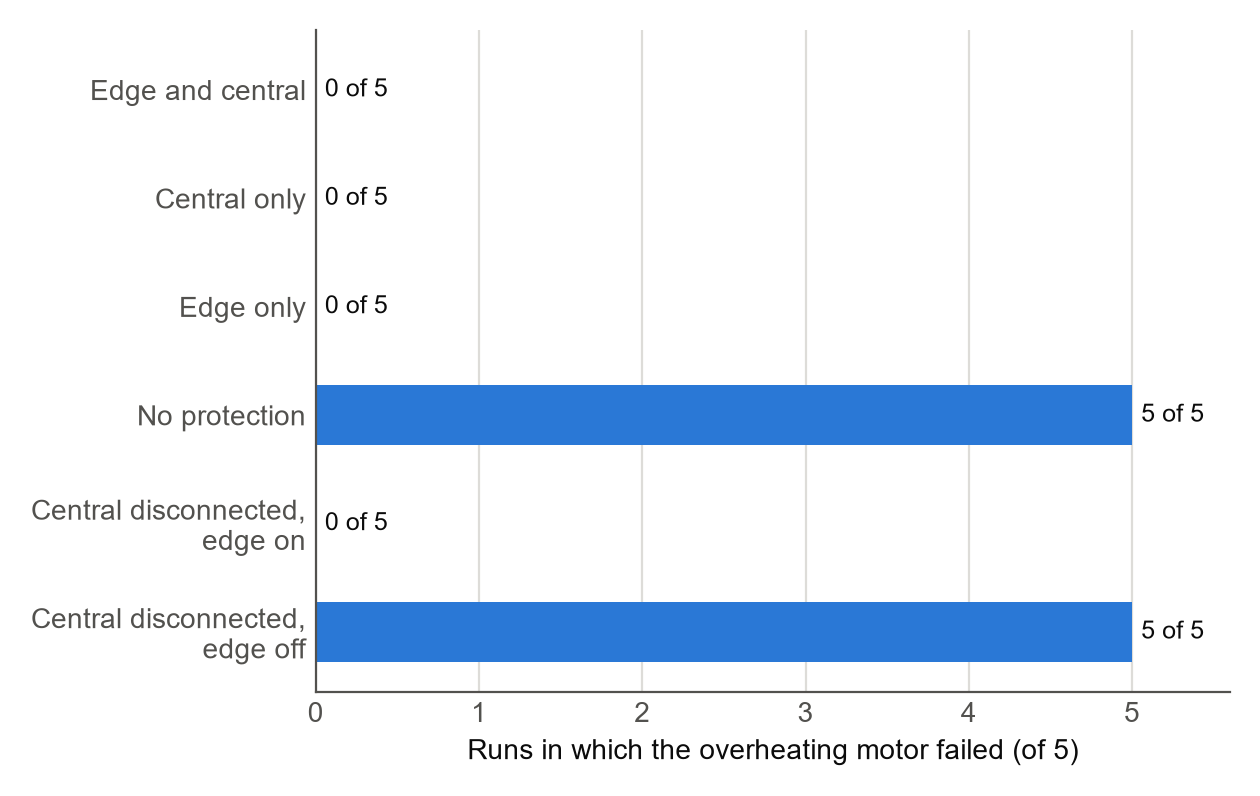 Edge and central
0 of 5
Central only
0 of 5
Edge only
0 of 5
No protection
5 of 5
Central disconnected,
edge on
0 of 5
Central disconnected,
edge off
5 of 5
0 1 2 3 4 5
Runs in which the overheating motor failed (of 5)